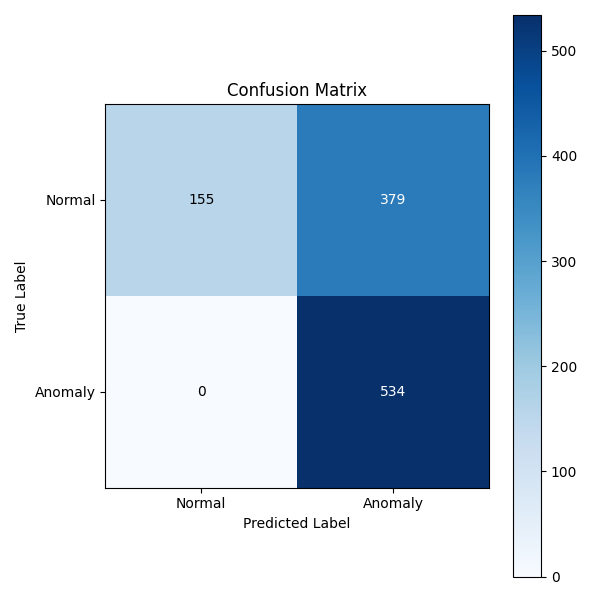 Confusion Matrix
True Label
Normal
155
379
Anomaly
0
534
Normal
Anomaly
Predicted Label
500
400
300
200
100
0